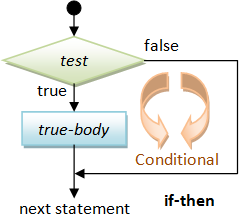 test
false
true
true-body
Conditional
if-then
next statement